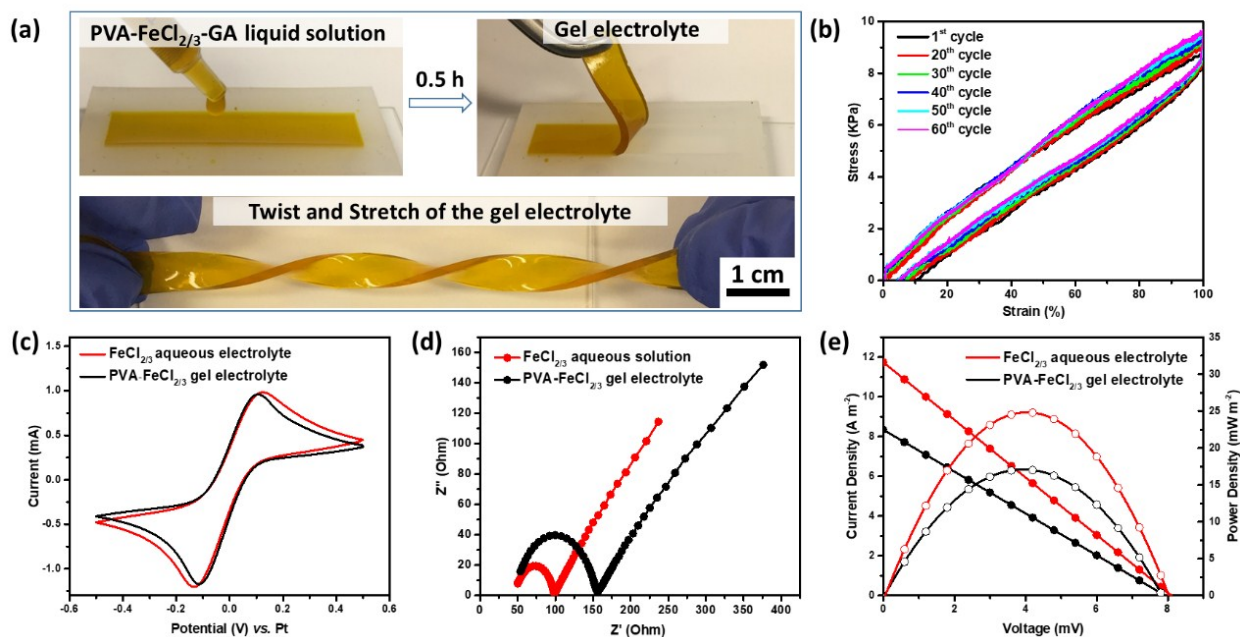 (a)
PVA-FeCl2/3-GA liquid solution
0.5 h
Gel electrolyte
Twist and Stretch of the gel electrolyte
1 cm
(b)
1st cycle
20th cycle
30th cycle
40th cycle
50th cycle
60th cycle
Stress (KPa)
10
8
6
4
2
0
0 20 40 60 80 100
Strain (%)
(c)
FeCl2/3 aqueous electrolyte
PVA-FeCl2/3 gel electrolyte
Current (mA)
1.5
1.0
0.5
0.0
-0.5
-1.0
-0.6 -0.4 -0.2 0.0 0.2 0.4 0.6
Potential (V) vs. Pt
(d)
FeCl2/3 aqueous solution
PVA-FeCl2/3 gel electrolyte
Z'' (Ohm)
160
140
120
100
80
60
40
20
0
0 50 100 150 200 250 300 350 400
Z' (Ohm)
(e)
FeCl2/3 aqueous electrolyte
PVA-FeCl2/3 gel electrolyte
Current Density (A m-2)
12
10
8
6
4
2
0
0 2 4 6 8
Voltage (mV)
35
30
25
20
15
10
5
0
Power Density (mW m-2)